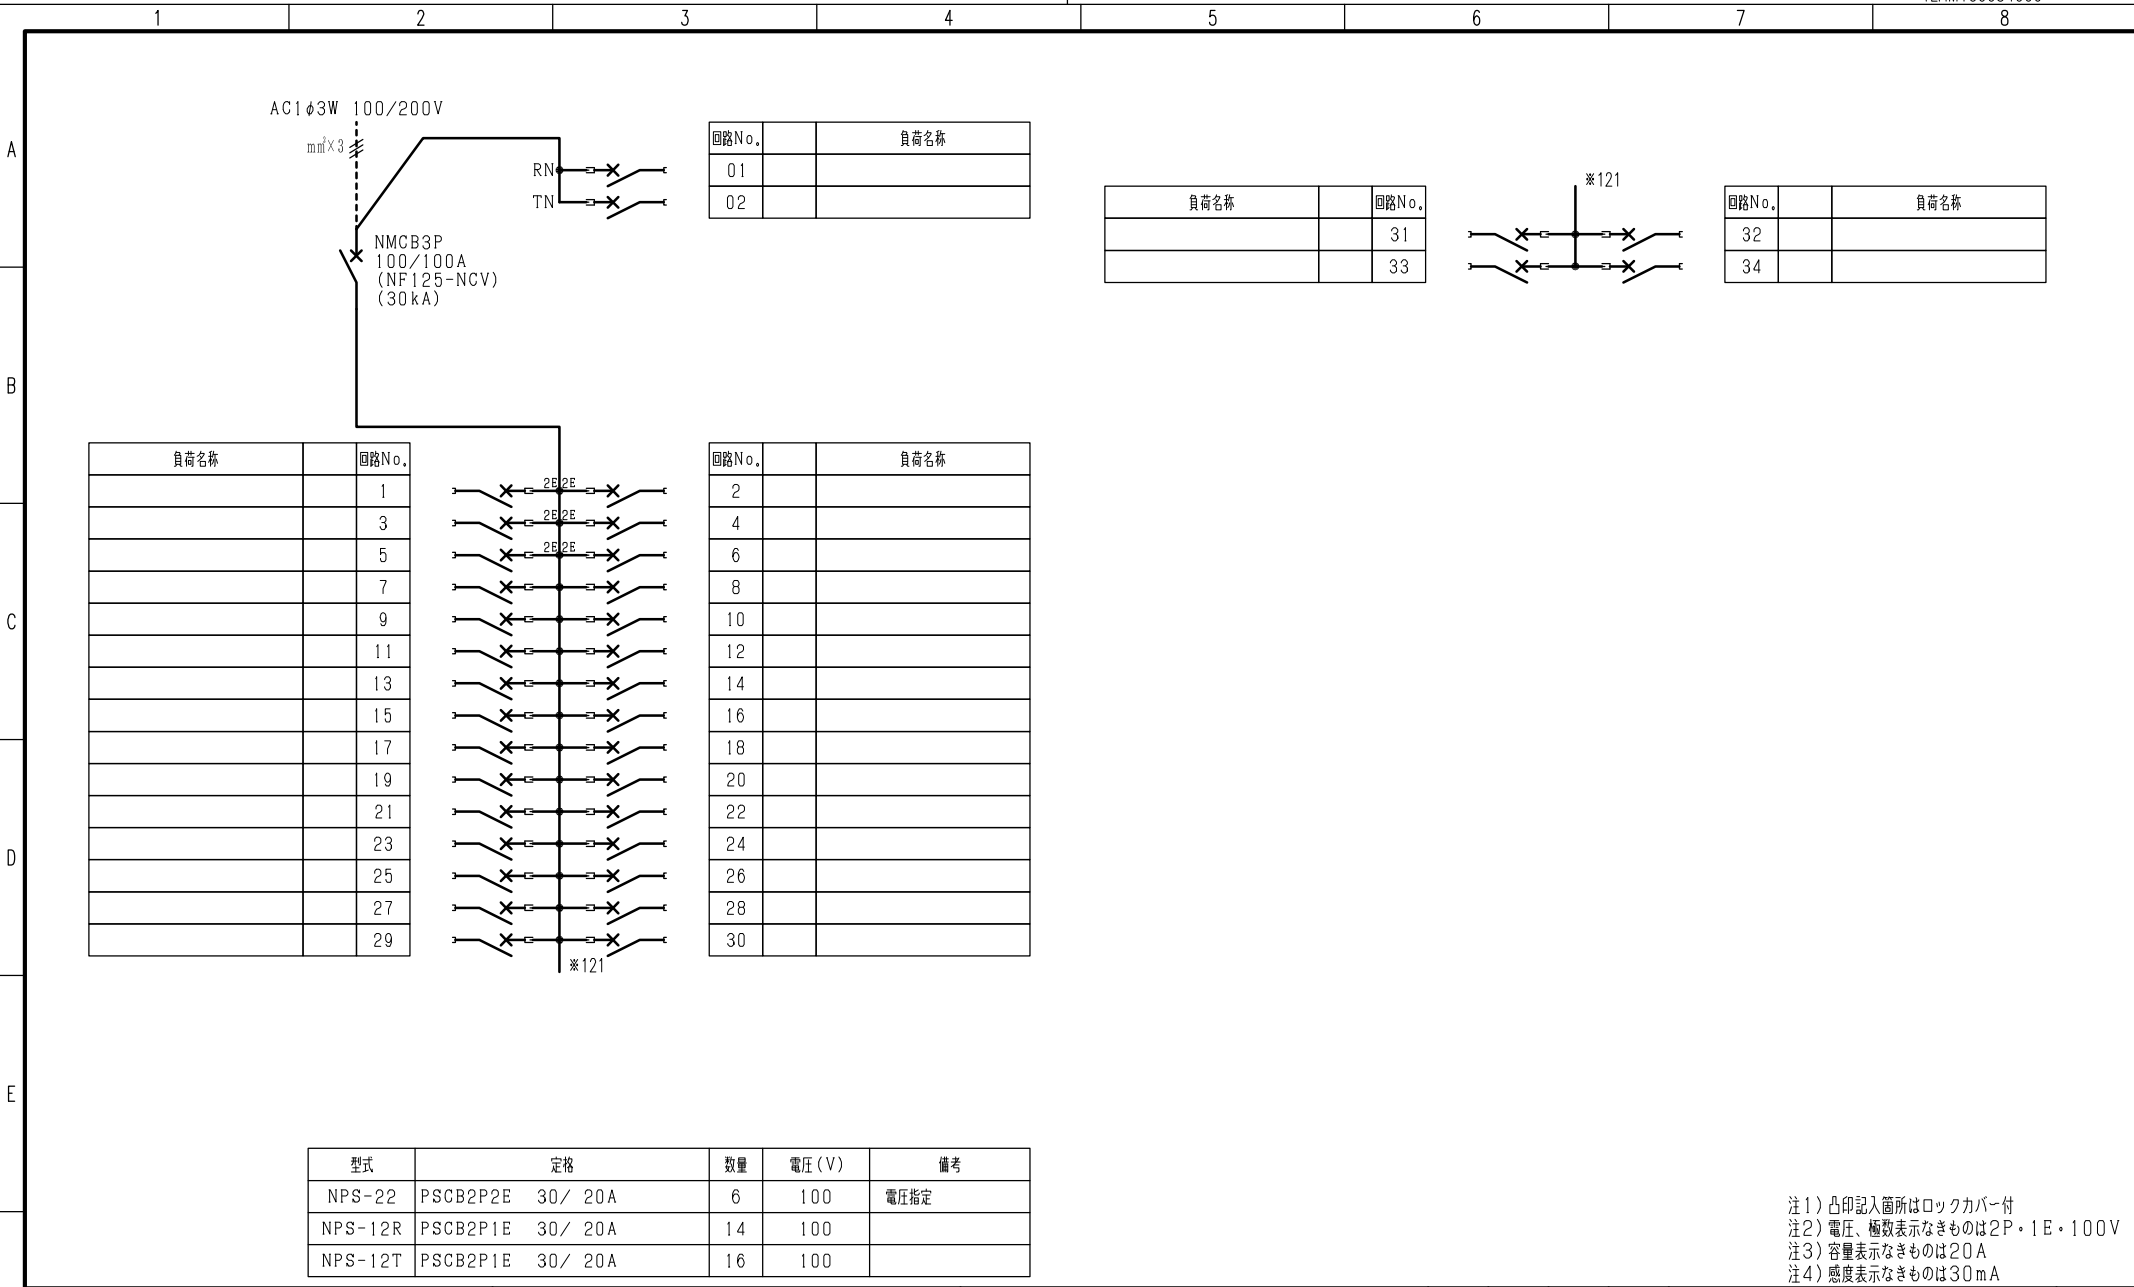 1 2 3 4 5 6 7 8
A
B
C
D
E
AC1φ3W 100/200V
mm²×3
RN
TN
NMCB3P
100/100A
(NF125-NCV)
(30kA)
回路No. 負荷名称
01
02
負荷名称 回路No.
31
33
※121
回路No. 負荷名称
32
34
負荷名称 回路No.
1
3
5
7
9
11
13
15
17
19
21
23
25
27
29
2E 2E
2E 2E
2E 2E
※121
回路No. 負荷名称
2
4
6
8
10
12
14
16
18
20
22
24
26
28
30
型式 定格 数量 電圧(V) 備考
NPS-22 PSCB2P2E 30/ 20A 6 100 電圧指定
NPS-12R PSCB2P1E 30/ 20A 14 100
NPS-12T PSCB2P1E 30/ 20A 16 100
注1)凸印記入箇所はロックカバー付
注2)電圧、極数表示なきものは2P・1E・100V
注3)容量表示なきものは20A
注4)感度表示なきものは30mA